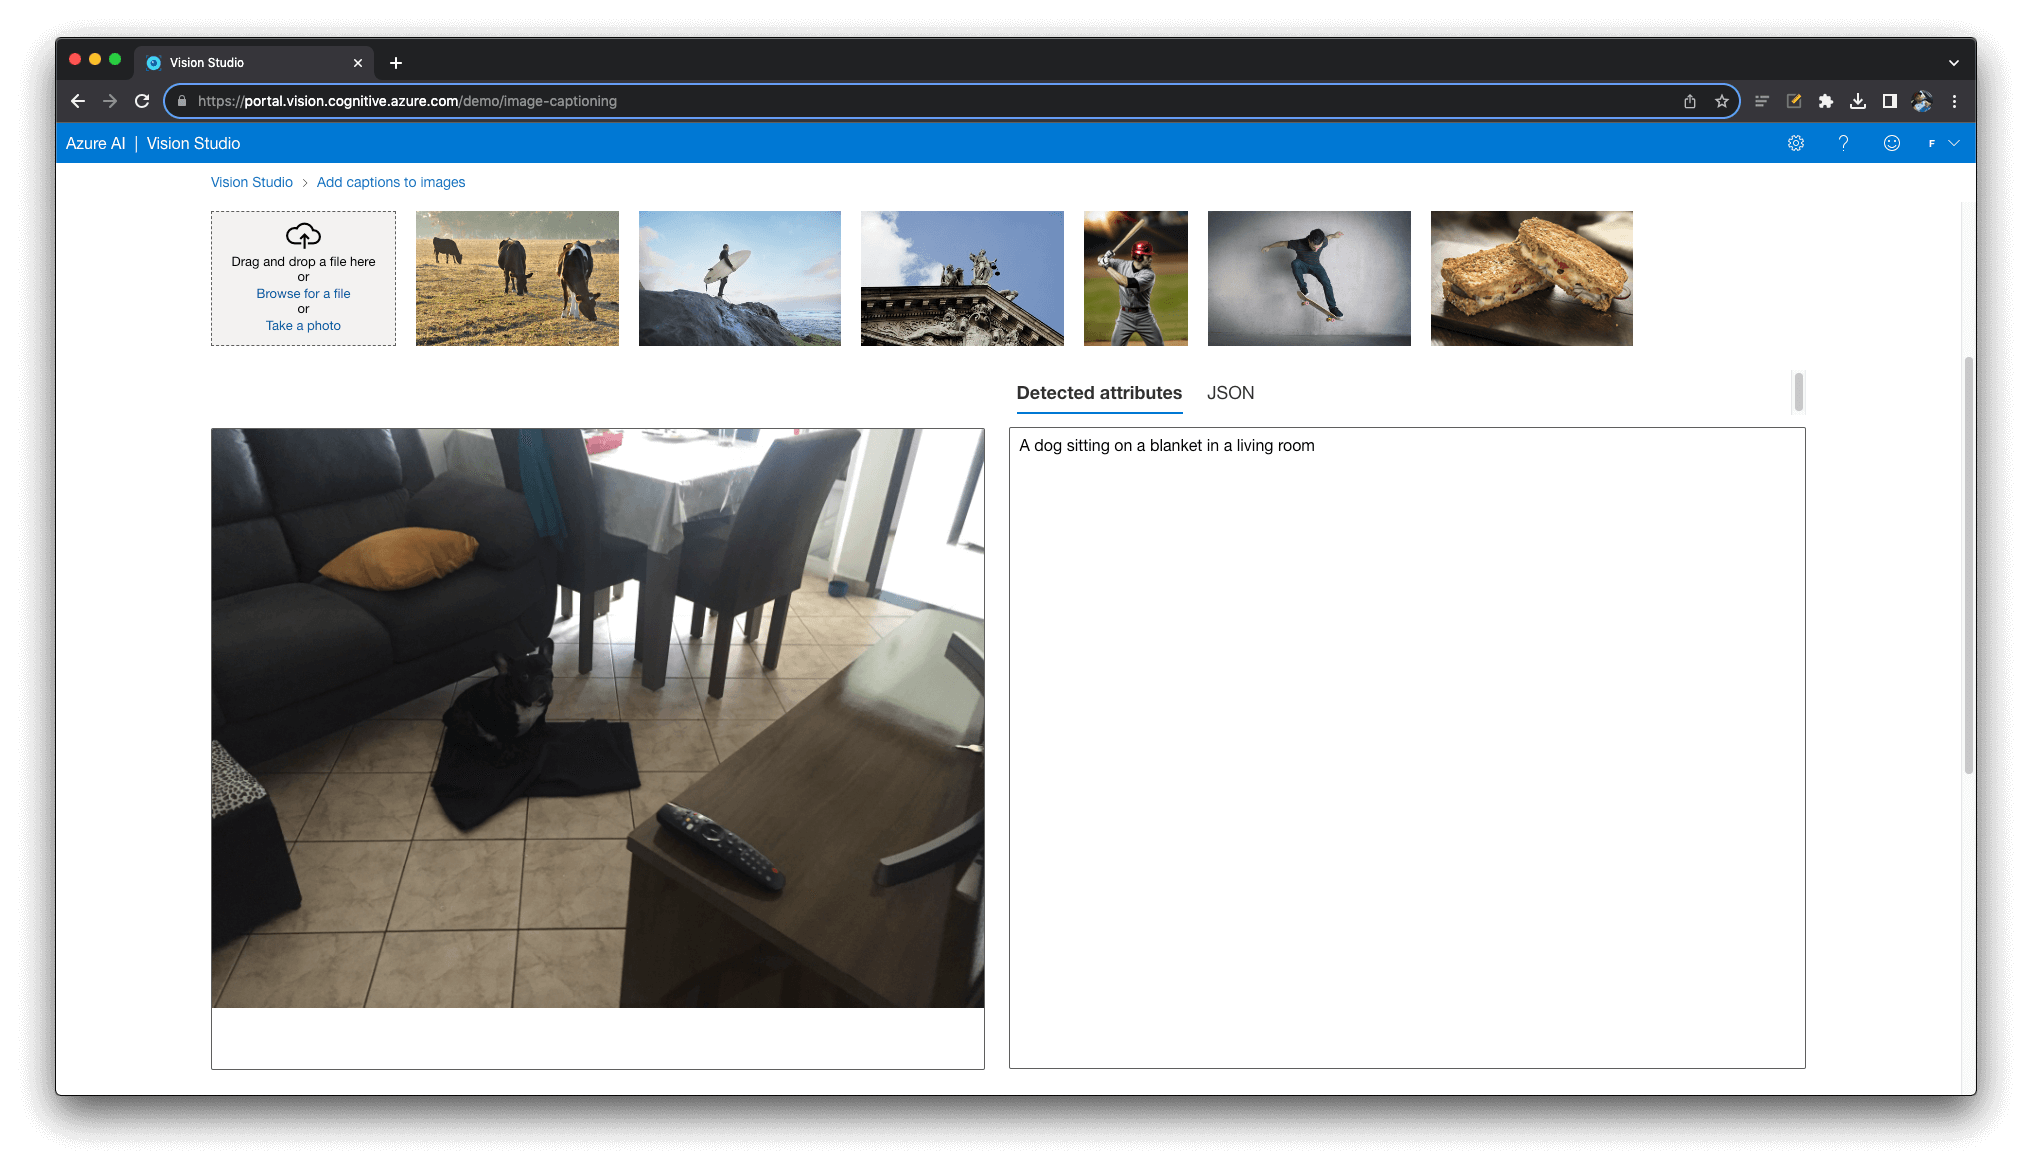 Vision Studio
https://portal.vision.cognitive.azure.com/demo/image-captioning
Azure AI | Vision Studio
F
Vision Studio > Add captions to images
Drag and drop a file here
or
Browse for a file
or
Take a photo
Detected attributes JSON
A dog sitting on a blanket in a living room